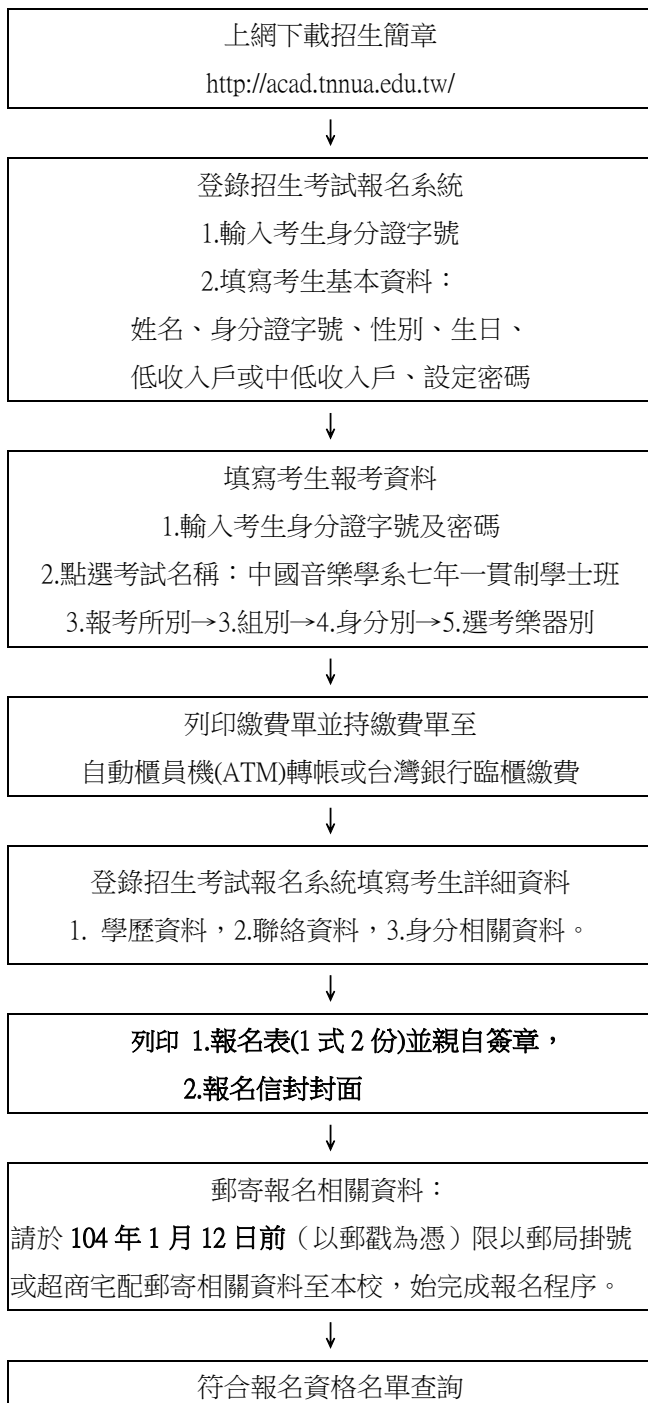 上網下載招生簡章
http://acad.tnnua.edu.tw/
↓
登錄招生考試報名系統
1.輸入考生身分證字號
2.填寫考生基本資料：
姓名、身分證字號、性別、生日、
低收入戶或中低收入戶、設定密碼
↓
填寫考生報考資料
1.輸入考生身分證字號及密碼
2.點選考試名稱：中國音樂學系七年一貫制學士班
3.報考所別→3.組別→4.身分別→5.選考樂器別
↓
列印繳費單並持繳費單至
自動櫃員機(ATM)轉帳或台灣銀行臨櫃繳費
↓
登錄招生考試報名系統填寫考生詳細資料
1. 學歷資料，2.聯絡資料，3.身分相關資料。
↓
列印 1.報名表(1 式 2 份)並親自簽章，
2.報名信封封面
↓
郵寄報名相關資料：
請於 104 年 1 月 12 日前（以郵戳為憑）限以郵局掛號
或超商宅配郵寄相關資料至本校，始完成報名程序。
↓
符合報名資格名單查詢